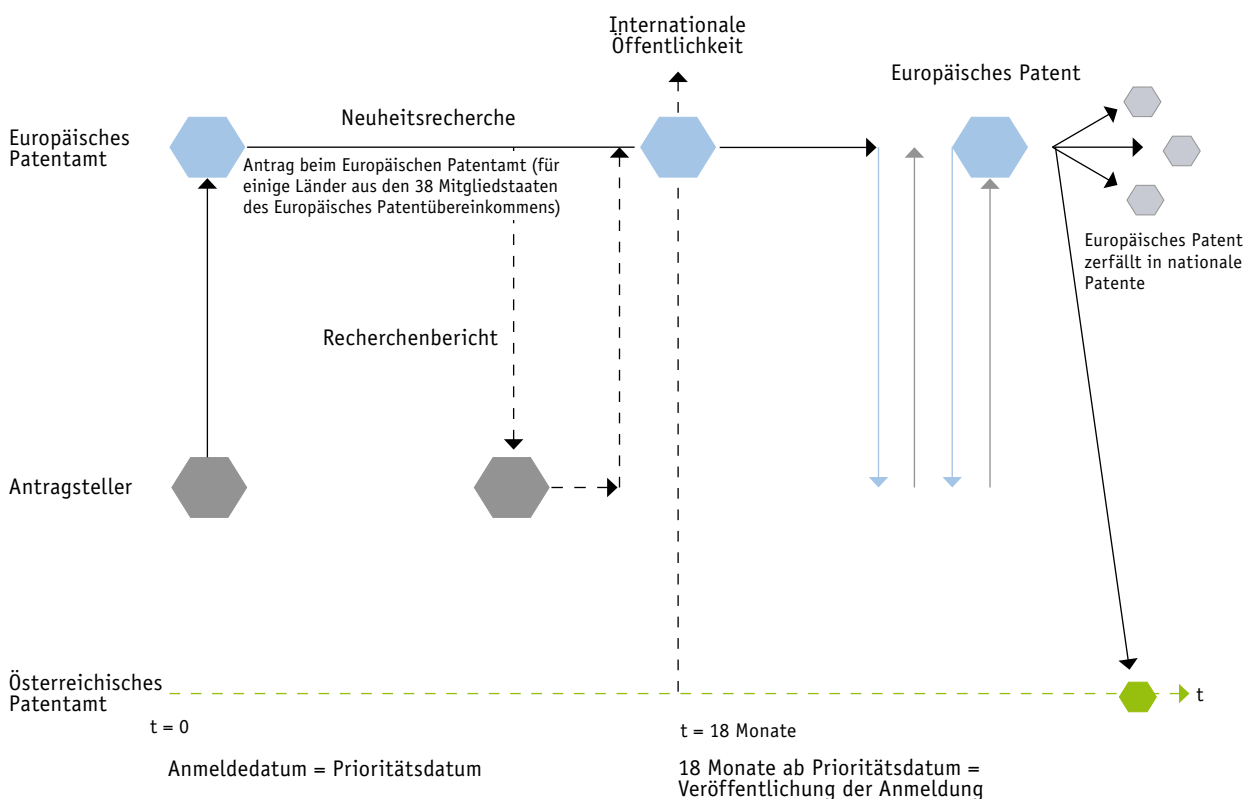 Internationale
Öffentlichkeit
Europäisches Patent
Europäisches
Patentamt
Neuheitsrecherche
Antrag beim Europäischen Patentamt (für
einige Länder aus den 38 Mitgliedstaaten
des Europäisches Patentübereinkommens)
Europäisches Patent
zerfällt in nationale
Patente
Recherchenbericht
Antragsteller
Österreichisches
Patentamt
t
t = 0
t = 18 Monate
Anmeldedatum = Prioritätsdatum
18 Monate ab Prioritätsdatum =
Veröffentlichung der Anmeldung